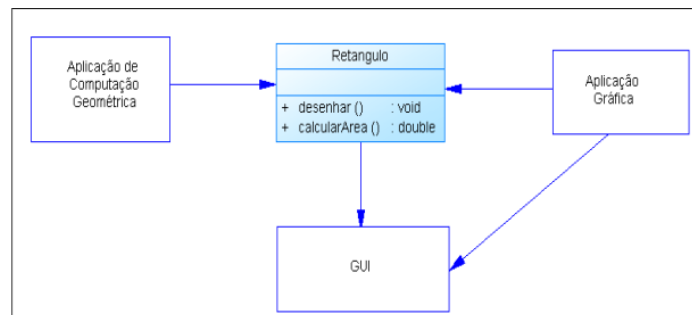 Aplicação de
Computação
Geométrica
Retangulo
+ desenhar () : void
+ calcularArea () : double
Aplicação
Gráfica
GUI